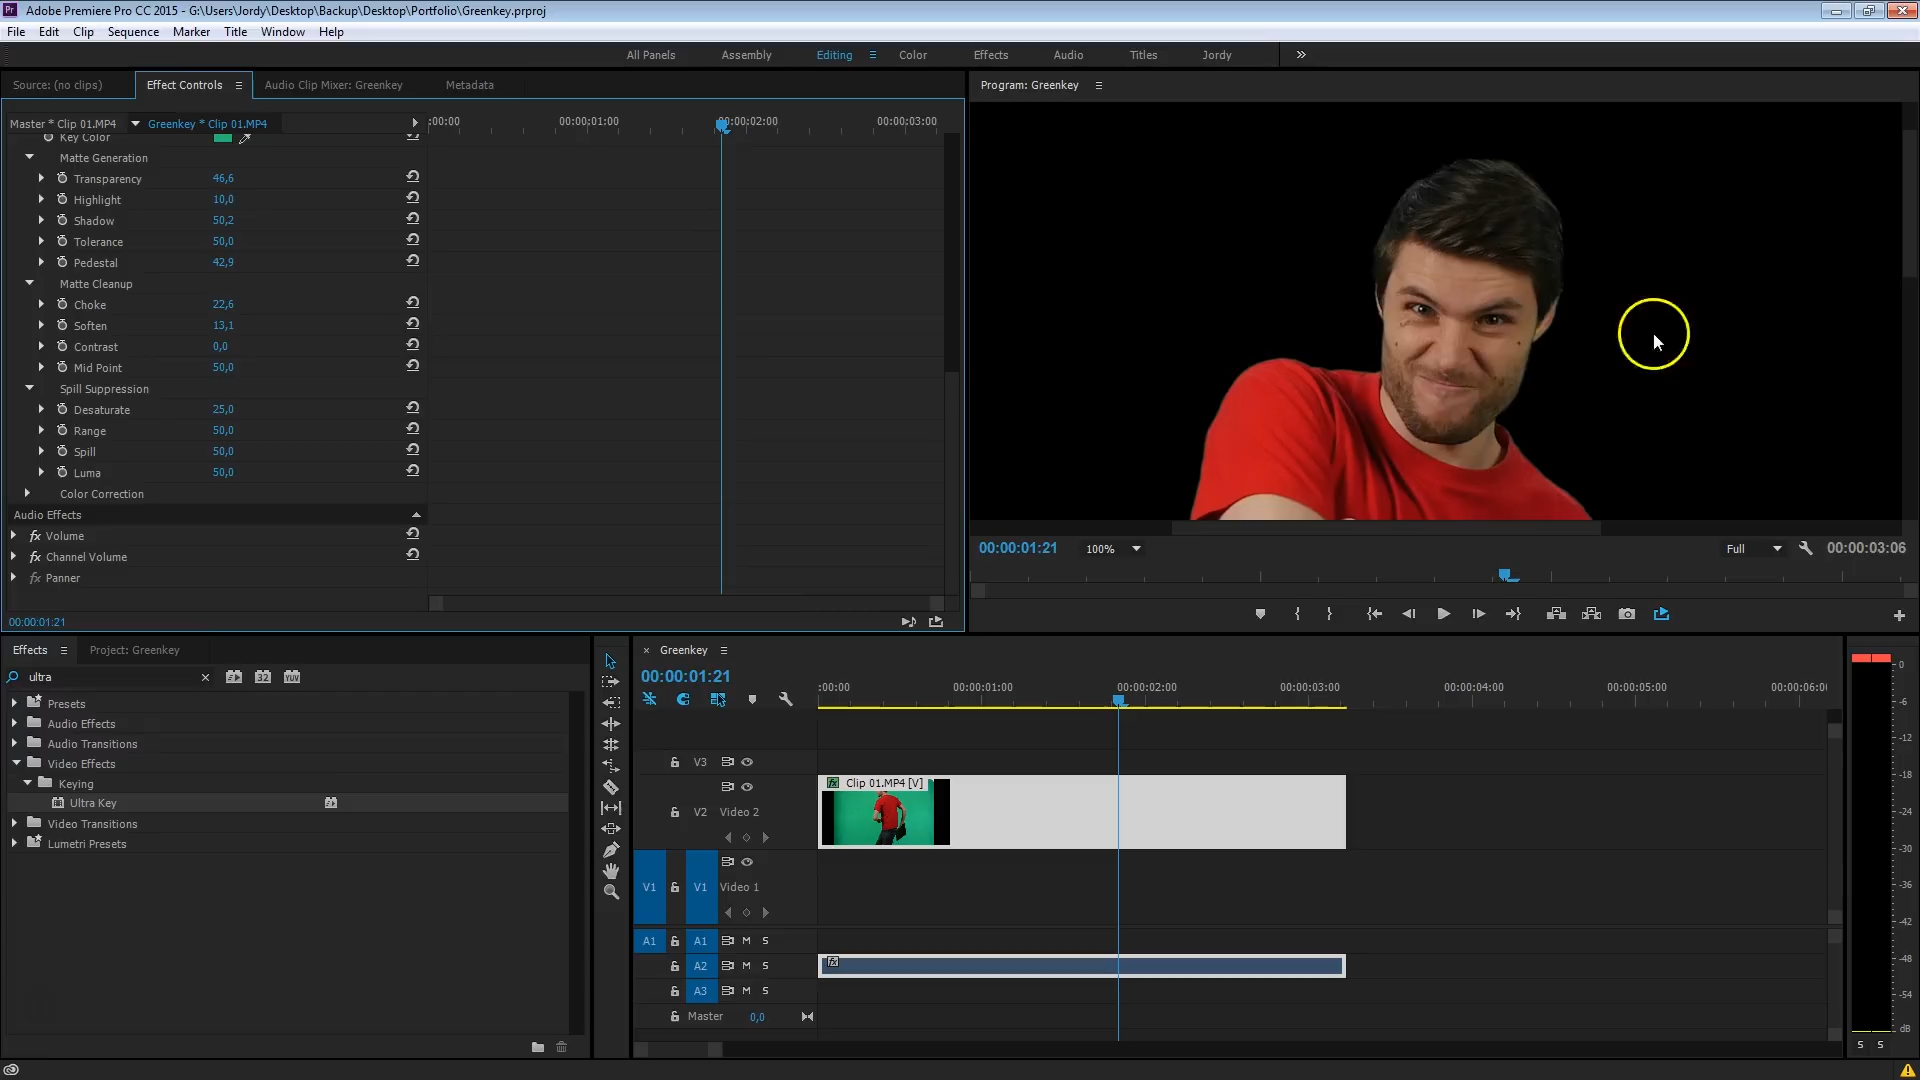 Adobe Premiere Pro CC 2015 - G:\Users\Jordy\Desktop\Backup\Desktop\Portfolio\Greenkey.prproj
File Edit Clip Sequence Marker Title Window Help
All Panels Assembly Editing Color Effects Audio Titles Jordy
Source: (no clips) Effect Controls Audio Clip Mixer: Greenkey Metadata
Program: Greenkey
Master * Clip 01.MP4 Greenkey * Clip 01.MP4
:00:00 00:00:01:00 00:00:02:00 00:00:03:00
Key Color
Matte Generation
Transparency 46,6
Highlight 10,0
Shadow 50,2
Tolerance 50,0
Pedestal 42,9
Matte Cleanup
Choke 22,6
Soften 13,1
Contrast 0,0
Mid Point 50,0
Spill Suppression
Desaturate 25,0
Range 50,0
Spill 50,0
Luma 50,0
Color Correction
Audio Effects
fx Volume
fx Channel Volume
fx Panner
00:00:01:21
00:00:01:21 100% Full 00:00:03:06
Effects Project: Greenkey
ultra 32 YUV
Presets
Audio Effects
Audio Transitions
Video Effects
Keying
Ultra Key
Video Transitions
Lumetri Presets
× Greenkey
00:00:01:21
:00:00 00:00:01:00 00:00:02:00 00:00:03:00 00:00:04:00 00:00:05:00 00:00:06:0
V3
fx Clip 01.MP4 [V]
V2 Video 2
V1 V1 Video 1
A1 A1 M S
A2 M S fx
A3 M S
Master 0,0
0
-6
-12
-18
-24
-30
-36
-42
-48
-54
dB
S S